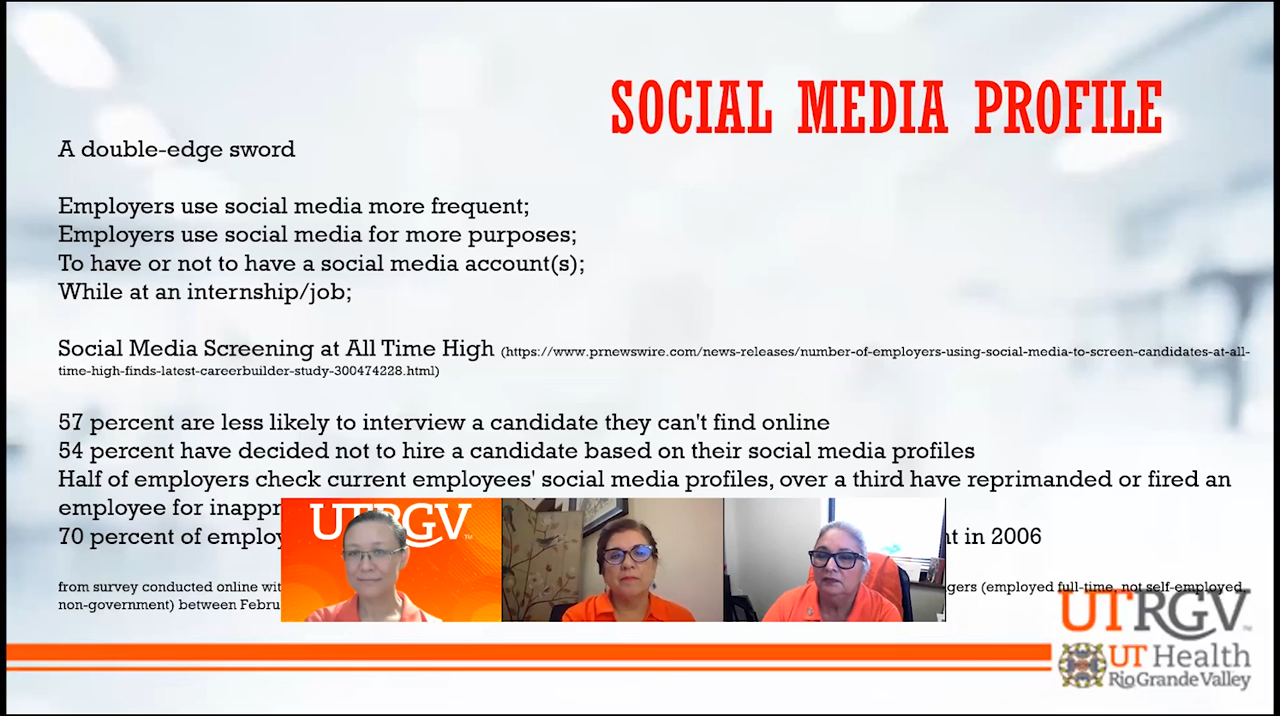 SOCIAL MEDIA PROFILE
A double-edge sword
Employers use social media more frequent;
Employers use social media for more purposes;
To have or not to have a social media account(s);
While at an internship/job;
Social Media Screening at All Time High (https://www.prnewswire.com/news-releases/number-of-employers-using-social-media-to-screen-candidates-at-all-
time-high-finds-latest-careerbuilder-study-300474228.html)
57 percent are less likely to interview a candidate they can't find online
54 percent have decided not to hire a candidate based on their social media profiles
Half of employers check current employees' social media profiles, over a third have reprimanded or fired an
employee for
70 percent of in 2006
from survey conducted online (employed full-time, not self-employed,
non-government) between
UTRGV
UTRGV
TM
UT Health
Rio Grande Valley